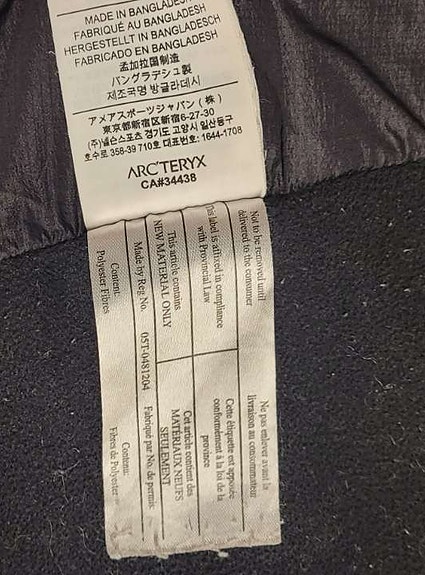 MADE IN BANGLADESH
FABRIQUÉ AU BANGLADESH
HERGESTELLT IN BANGLADESCH
FABRICADO EN BANGLADESH
孟加拉国制造
バングラデシュ製
제조국명 방글라데시
アメアスポーツジャパン(株)
東京都新宿区新宿6-27-30
(주)넬슨스포츠 경기도 고양시 일산동구
호수로 358-39 710호 대표번호: 1644-1708
ARC'TERYX
CA#34438
Not to be removed until
delivered to the consumer
This label is affixed in compliance
with Provincial Law
This article contains
NEW MATERIAL ONLY
Made by Reg No.
05T-0481204
Content:
Polyester Fibres
Ne pas enlever avant la
livraison au consommateur
Cette étiquette est apposée
conformément à la loi de la
province
Cet article contient des
MATÉRIAUX NEUFS
SEULEMENT
Fabriqué par No. de permis
Contenu:
Fibres de Polyester